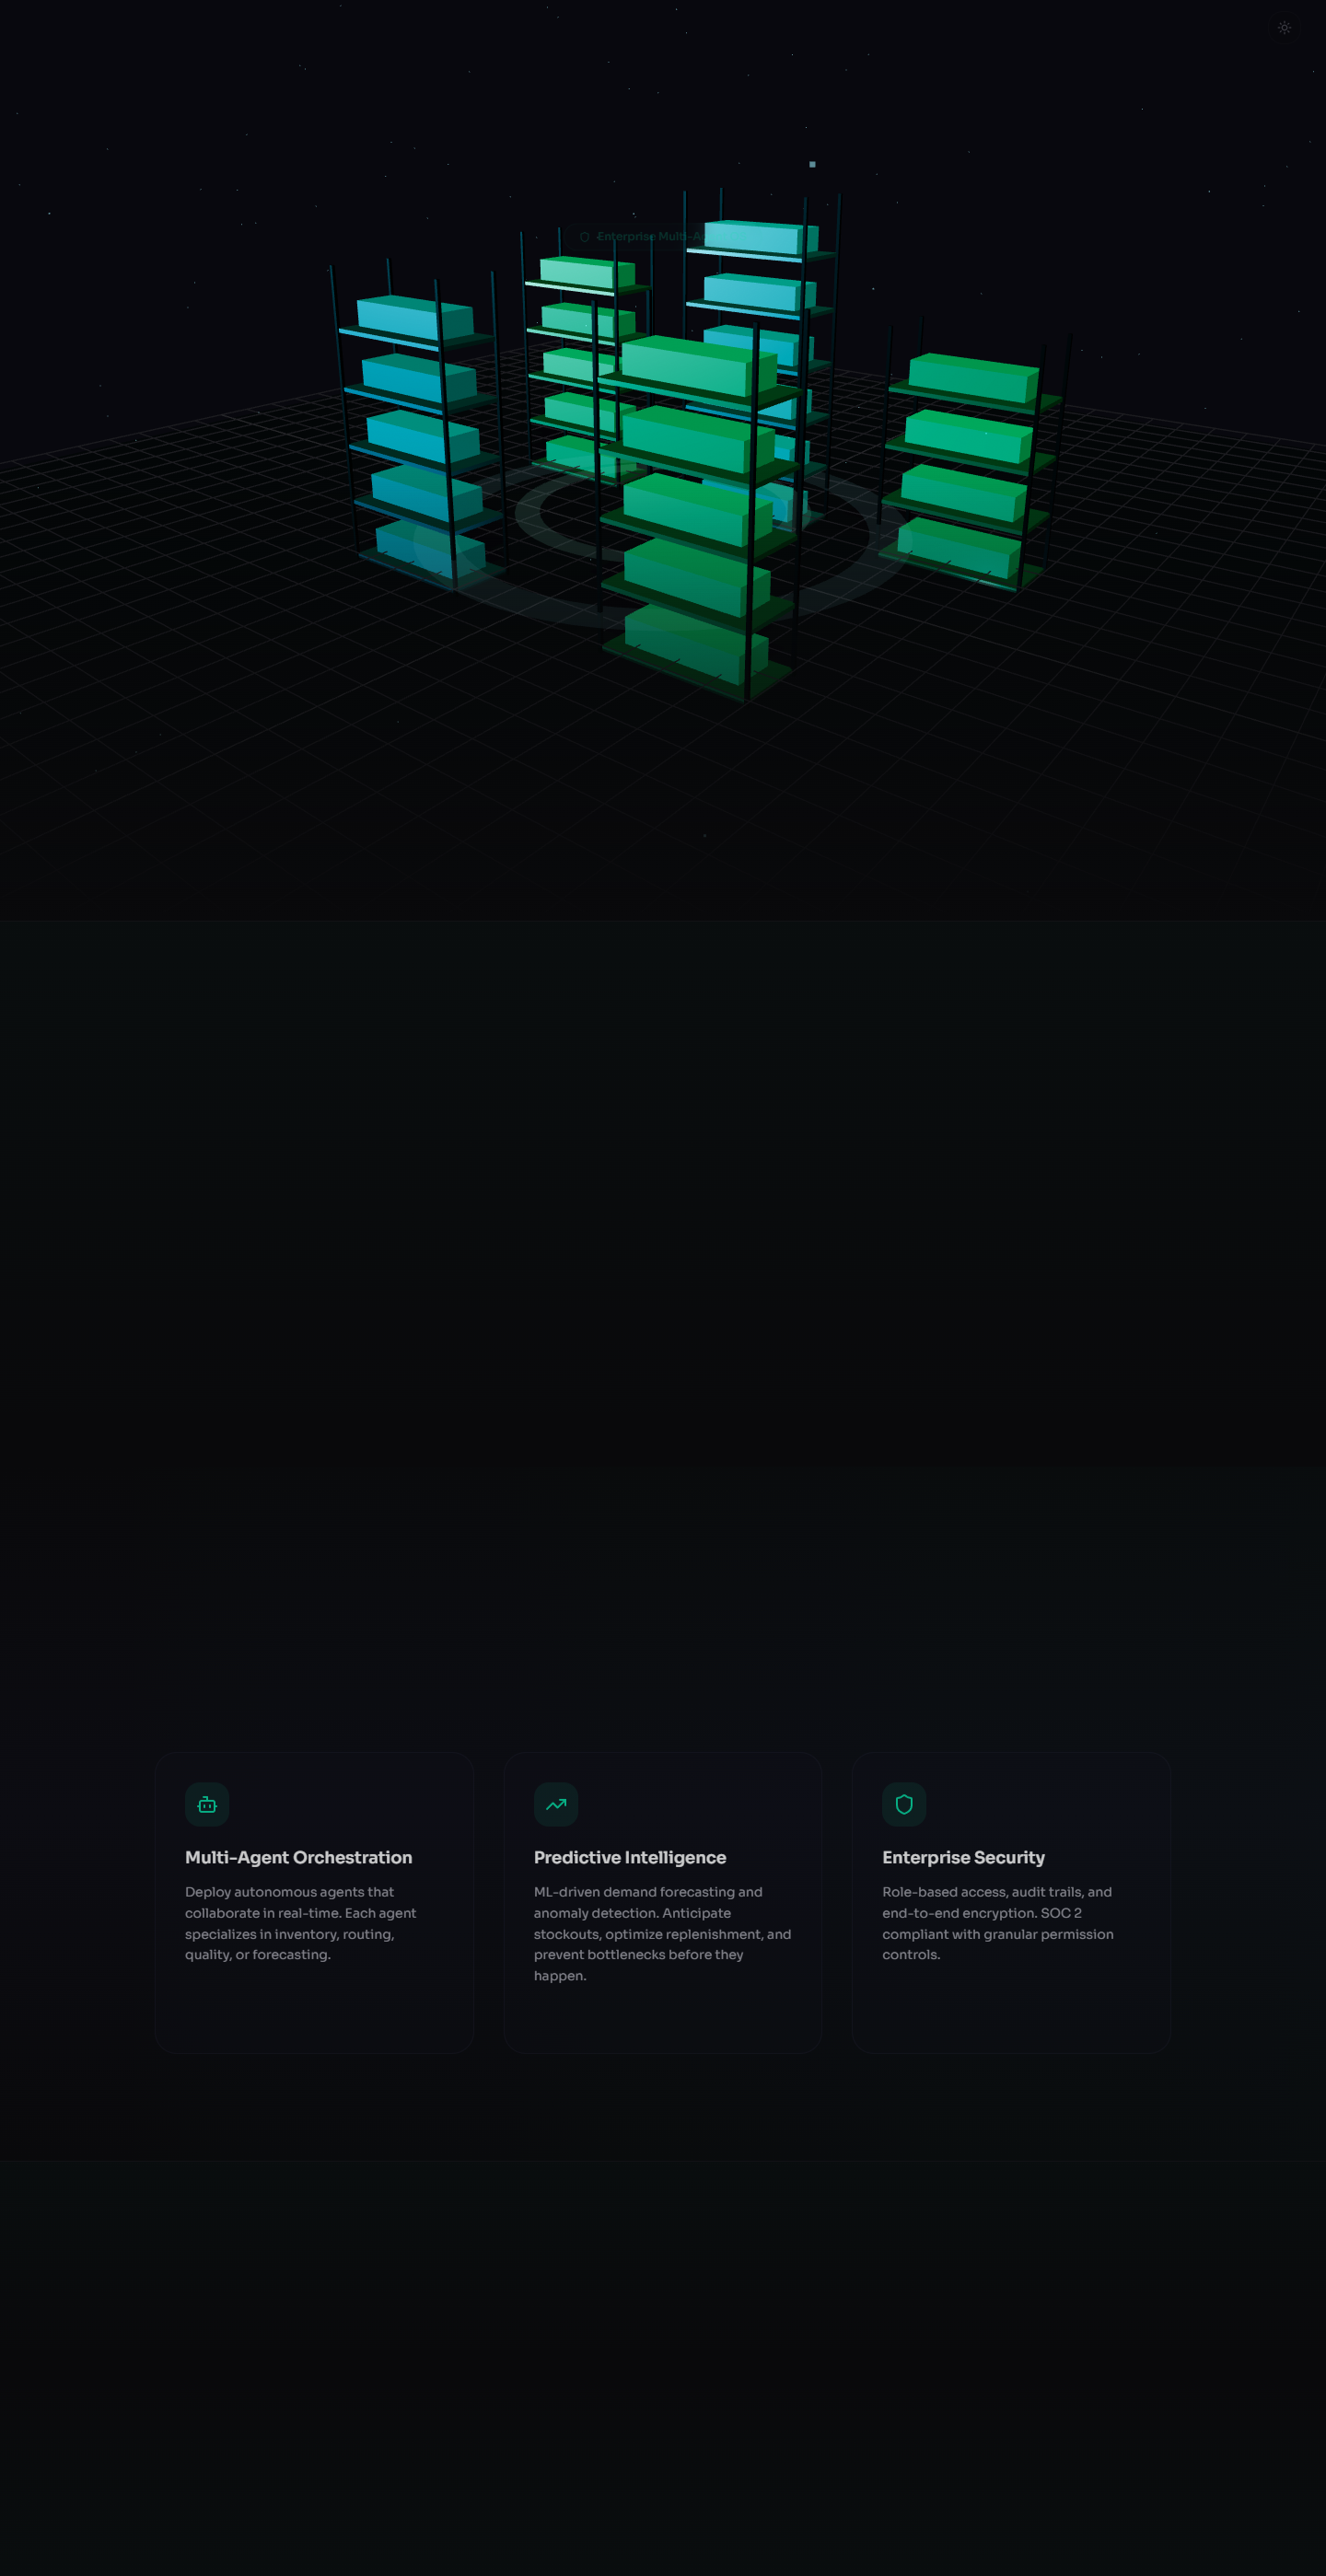 Enterprise Multi-A
Multi-Agent Orchestration
Deploy autonomous agents that
collaborate in real-time. Each agent
specializes in inventory, routing,
quality, or forecasting.
Predictive Intelligence
ML-driven demand forecasting and
anomaly detection. Anticipate
stockouts, optimize replenishment, and
prevent bottlenecks before they
happen.
Enterprise Security
Role-based access, audit trails, and
end-to-end encryption. SOC 2
compliant with granular permission
controls.